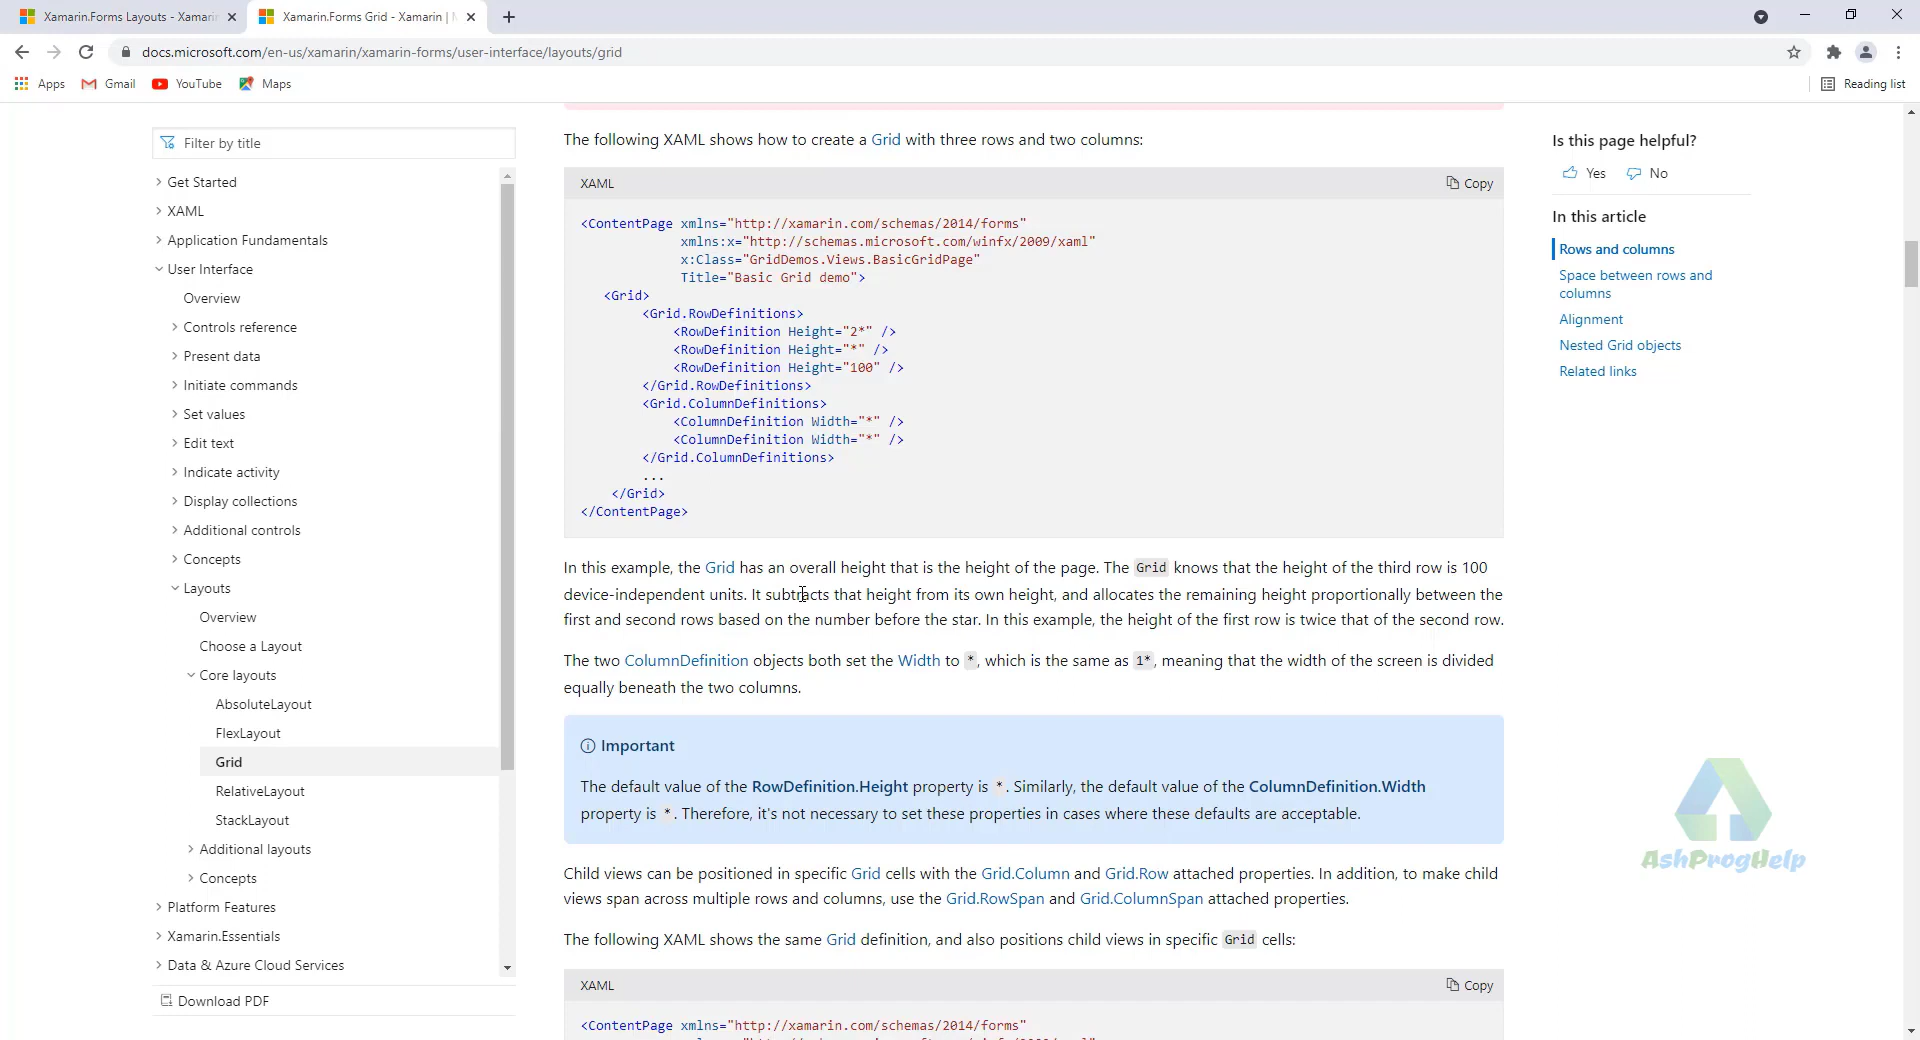 Xamarin.Forms Layouts - Xamarin
Xamarin.Forms Grid - Xamarin | M
docs.microsoft.com/en-us/xamarin/xamarin-forms/user-interface/layouts/grid
Apps
Gmail
YouTube
Maps
Reading list
Filter by title
Get Started
XAML
Application Fundamentals
User Interface
Overview
Controls reference
Present data
Initiate commands
Set values
Edit text
Indicate activity
Display collections
Additional controls
Concepts
Layouts
Overview
Choose a Layout
Core layouts
AbsoluteLayout
FlexLayout
Grid
RelativeLayout
StackLayout
Additional layouts
Concepts
Platform Features
Xamarin.Essentials
Data & Azure Cloud Services
Download PDF
The following XAML shows how to create a Grid with three rows and two columns:
XAML
Copy
<ContentPage xmlns="http://xamarin.com/schemas/2014/forms"
xmlns:x="http://schemas.microsoft.com/winfx/2009/xaml"
x:Class="GridDemos.Views.BasicGridPage"
Title="Basic Grid demo">
<Grid>
<Grid.RowDefinitions>
<RowDefinition Height="2*" />
<RowDefinition Height="*" />
<RowDefinition Height="100" />
</Grid.RowDefinitions>
<Grid.ColumnDefinitions>
<ColumnDefinition Width="*" />
<ColumnDefinition Width="*" />
</Grid.ColumnDefinitions>
...
</Grid>
</ContentPage>
In this example, the Grid has an overall height that is the height of the page. The Grid knows that the height of the third row is 100
device-independent units. It subtracts that height from its own height, and allocates the remaining height proportionally between the
first and second rows based on the number before the star. In this example, the height of the first row is twice that of the second row.
The two ColumnDefinition objects both set the Width to *, which is the same as 1*, meaning that the width of the screen is divided
equally beneath the two columns.
Important
The default value of the RowDefinition.Height property is *. Similarly, the default value of the ColumnDefinition.Width
property is *. Therefore, it's not necessary to set these properties in cases where these defaults are acceptable.
Child views can be positioned in specific Grid cells with the Grid.Column and Grid.Row attached properties. In addition, to make child
views span across multiple rows and columns, use the Grid.RowSpan and Grid.ColumnSpan attached properties.
The following XAML shows the same Grid definition, and also positions child views in specific Grid cells:
XAML
Copy
<ContentPage xmlns="http://xamarin.com/schemas/2014/forms"
Is this page helpful?
Yes
No
In this article
Rows and columns
Space between rows and
columns
Alignment
Nested Grid objects
Related links
AshProgHelp